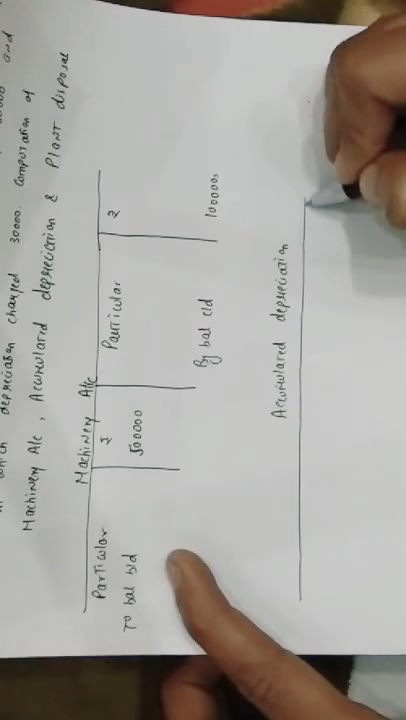 depreciation charged 30000. Computation of
Machinery A/c, Accumulated depreciation & Plant disposal
Machinery A/c
Particular ₹ Particular ₹
To bal b/d 500000
By bal c/d 100000
Accumulated depreciation